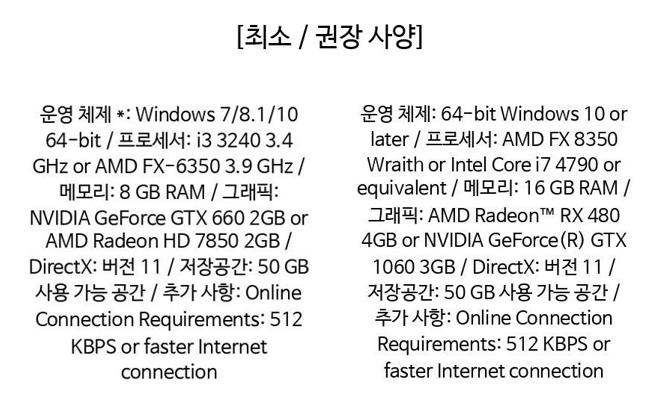 [최소 / 권장 사양]
운영 체제 *: Windows 7/8.1/10
64-bit / 프로세서: i3 3240 3.4
GHz or AMD FX-6350 3.9 GHz /
메모리: 8 GB RAM / 그래픽:
NVIDIA GeForce GTX 660 2GB or
AMD Radeon HD 7850 2GB /
DirectX: 버전 11 / 저장공간: 50 GB
사용 가능 공간 / 추가 사항: Online
Connection Requirements: 512
KBPS or faster Internet
connection
운영 체제: 64-bit Windows 10 or
later / 프로세서: AMD FX 8350
Wraith or Intel Core i7 4790 or
equivalent / 메모리: 16 GB RAM /
그래픽: AMD Radeon™ RX 480
4GB or NVIDIA GeForce(R) GTX
1060 3GB / DirectX: 버전 11 /
저장공간: 50 GB 사용 가능 공간 /
추가 사항: Online Connection
Requirements: 512 KBPS or
faster Internet connection